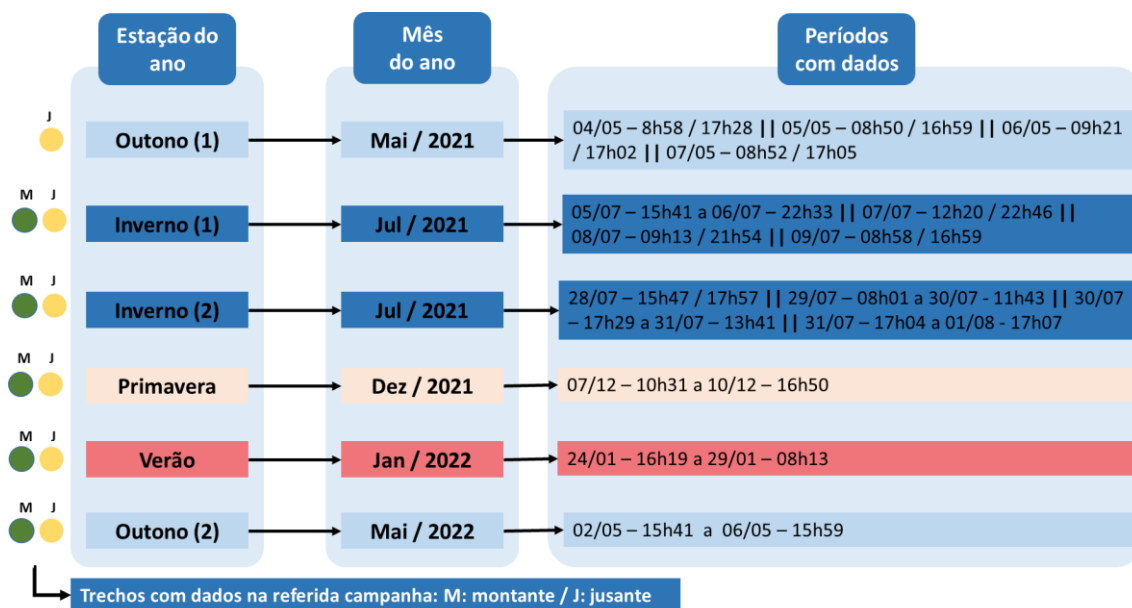 Estação do
ano
Mês
do ano
Períodos
com dados
J
Outono (1)
Mai / 2021
04/05 – 8h58 / 17h28 || 05/05 – 08h50 / 16h59 || 06/05 – 09h21
/ 17h02 || 07/05 – 08h52 / 17h05
M J
Inverno (1)
Jul / 2021
05/07 – 15h41 a 06/07 – 22h33 || 07/07 – 12h20 / 22h46 ||
08/07 – 09h13 / 21h54 || 09/07 – 08h58 / 16h59
M J
Inverno (2)
Jul / 2021
28/07 – 15h47 / 17h57 || 29/07 – 08h01 a 30/07 - 11h43 || 30/07
– 17h29 a 31/07 – 13h41 || 31/07 – 17h04 a 01/08 - 17h07
M J
Primavera
Dez / 2021
07/12 – 10h31 a 10/12 – 16h50
M J
Verão
Jan / 2022
24/01 – 16h19 a 29/01 – 08h13
M J
Outono (2)
Mai / 2022
02/05 – 15h41 a 06/05 – 15h59
Trechos com dados na referida campanha: M: montante / J: jusante